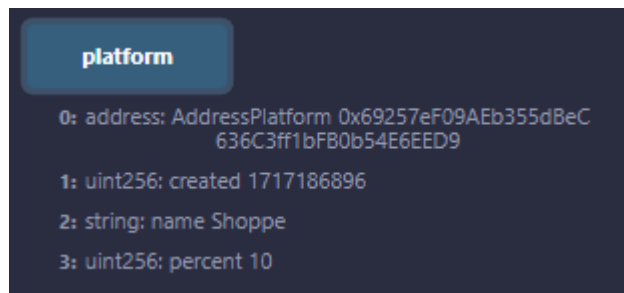 platform
0: address: AddressPlatform 0x69257eF09AEb355dBeC
636C3ff1bFB0b54E6EED9
1: uint256: created 1717186896
2: string: name Shoppe
3: uint256: percent 10